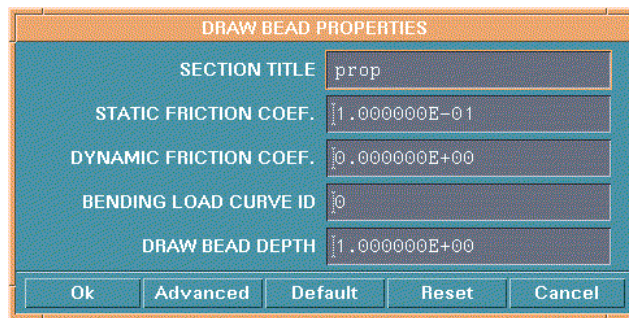 DRAW BEAD PROPERTIES
SECTION TITLE prop
STATIC FRICTION COEF. 1.000000E-01
DYNAMIC FRICTION COEF. 0.000000E+00
BENDING LOAD CURVE ID 0
DRAW BEAD DEPTH 1.000000E+00
Ok Advanced Default Reset Cancel